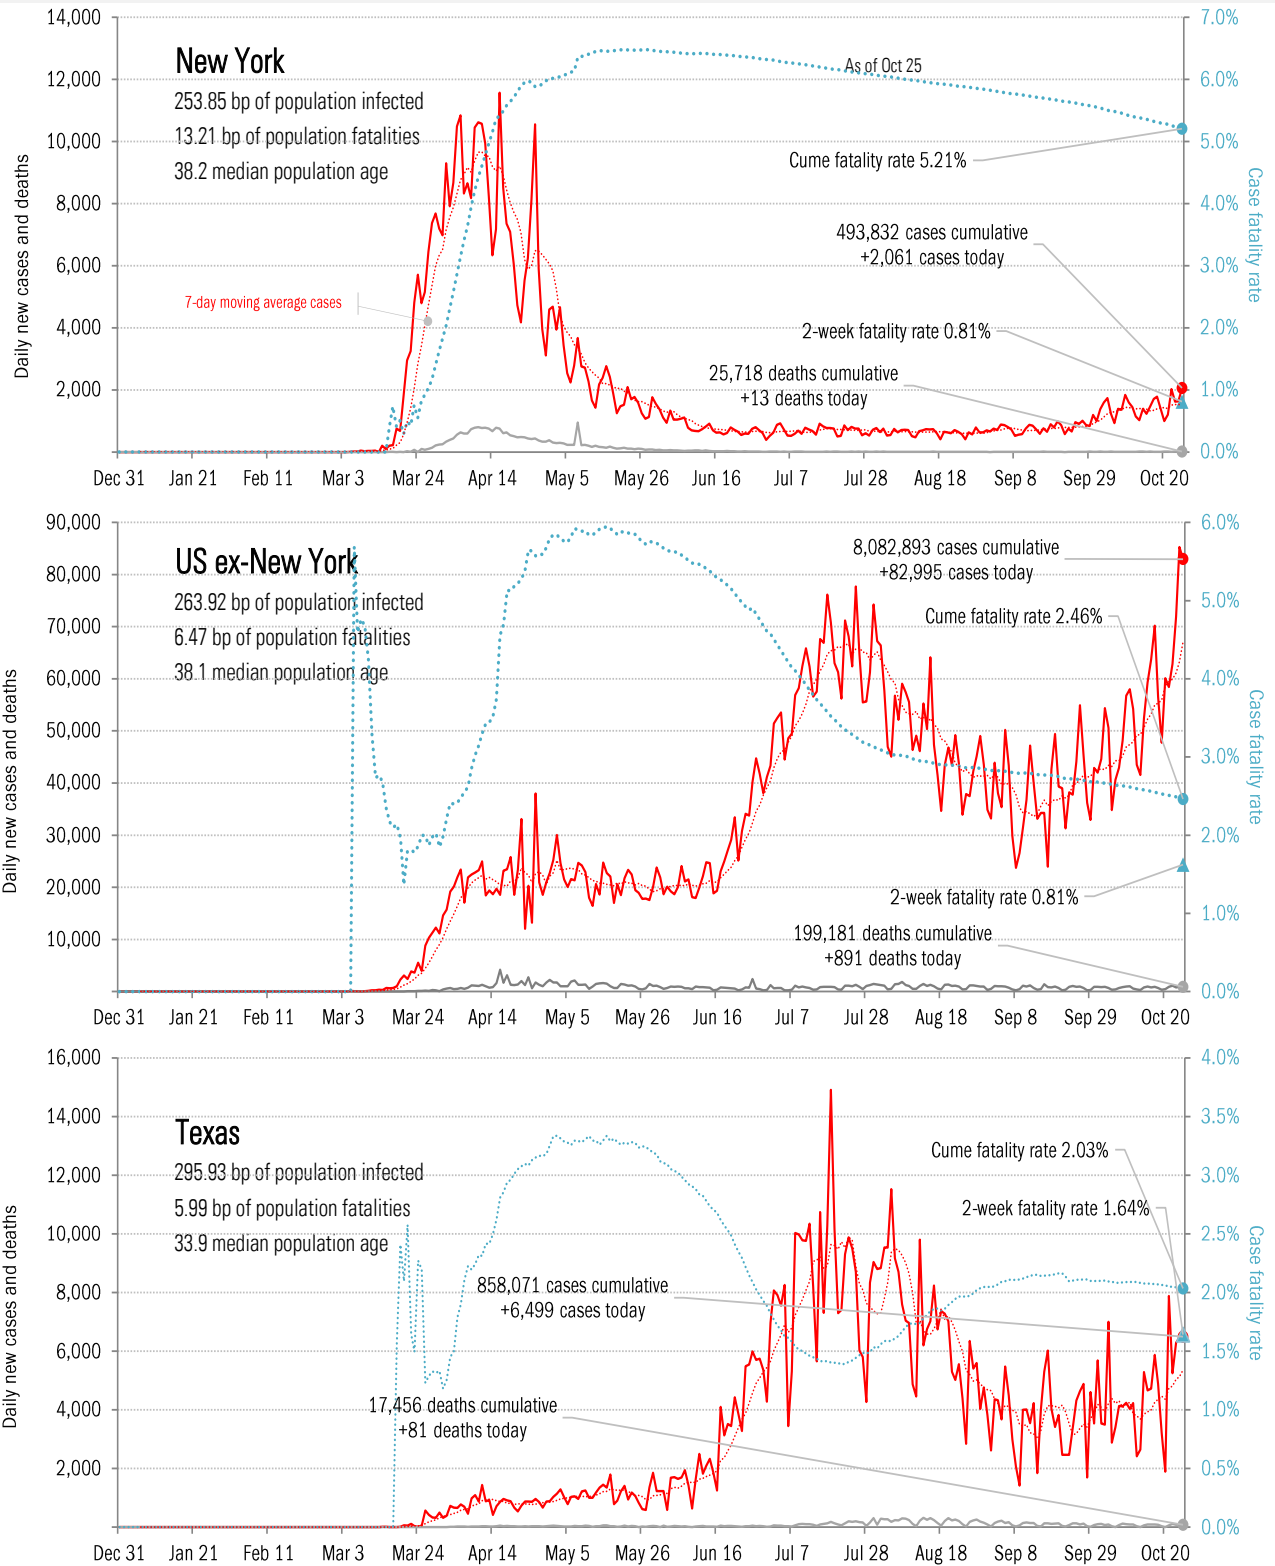 14,000
12,000
10,000
8,000
6,000
4,000
2,000
7.0%
6.0%
5.0%
4.0%
3.0%
2.0%
1.0%
0.0%
Daily new cases and deaths
Case fatality rate
New York
253.85 bp of population infected
13.21 bp of population fatalities
38.2 median population age
As of Oct 25
Cume fatality rate 5.21%
493,832 cases cumulative
+2,061 cases today
7-day moving average cases
2-week fatality rate 0.81%
25,718 deaths cumulative
+13 deaths today
Dec 31 Jan 21 Feb 11 Mar 3 Mar 24 Apr 14 May 5 May 26 Jun 16 Jul 7 Jul 28 Aug 18 Sep 8 Sep 29 Oct 20
90,000
80,000
70,000
60,000
50,000
40,000
30,000
20,000
10,000
6.0%
5.0%
4.0%
3.0%
2.0%
1.0%
0.0%
Daily new cases and deaths
Case fatality rate
US ex-New York
263.92 bp of population infected
6.47 bp of population fatalities
38.1 median population age
8,082,893 cases cumulative
+82,995 cases today
Cume fatality rate 2.46%
2-week fatality rate 0.81%
199,181 deaths cumulative
+891 deaths today
Dec 31 Jan 21 Feb 11 Mar 3 Mar 24 Apr 14 May 5 May 26 Jun 16 Jul 7 Jul 28 Aug 18 Sep 8 Sep 29 Oct 20
16,000
14,000
12,000
10,000
8,000
6,000
4,000
2,000
4.0%
3.5%
3.0%
2.5%
2.0%
1.5%
1.0%
0.5%
0.0%
Daily new cases and deaths
Case fatality rate
Texas
295.93 bp of population infected
5.99 bp of population fatalities
33.9 median population age
Cume fatality rate 2.03%
2-week fatality rate 1.64%
858,071 cases cumulative
+6,499 cases today
17,456 deaths cumulative
+81 deaths today
Dec 31 Jan 21 Feb 11 Mar 3 Mar 24 Apr 14 May 5 May 26 Jun 16 Jul 7 Jul 28 Aug 18 Sep 8 Sep 29 Oct 20